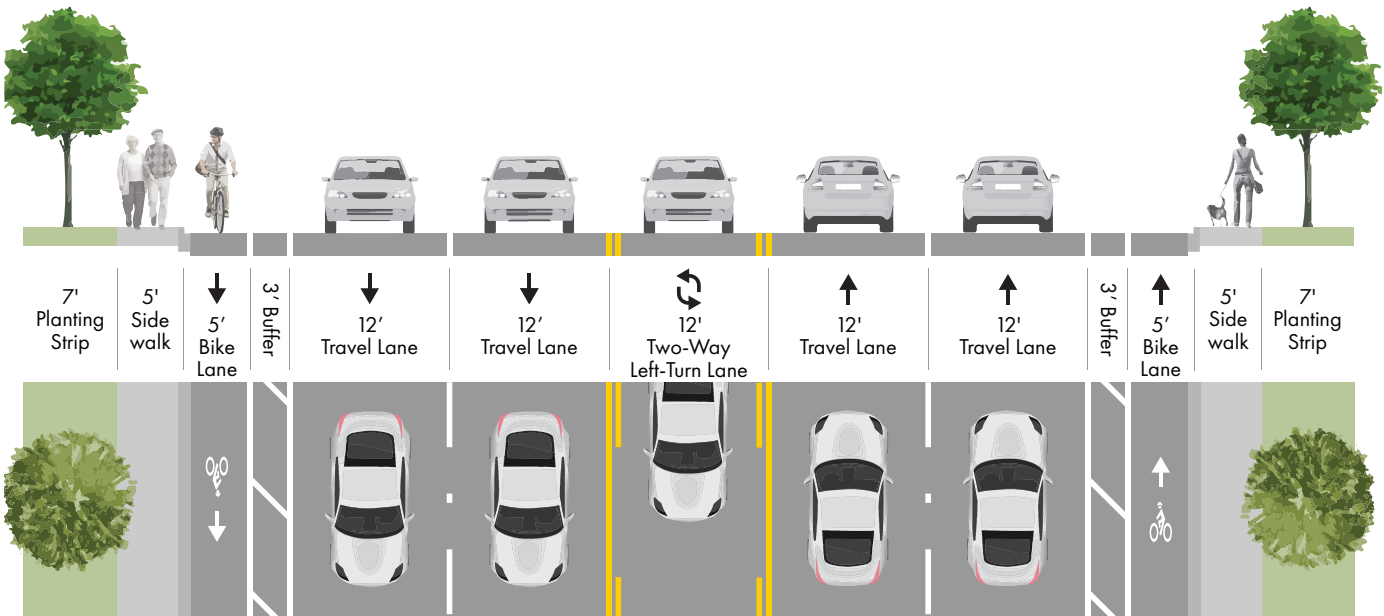 7'
Planting
Strip
5'
Side
walk
5′
Bike
Lane
3′ Buffer
12′
Travel Lane
12′
Travel Lane
12'
Two-Way
Left-Turn Lane
12'
Travel Lane
12'
Travel Lane
3′ Buffer
5′
Bike
Lane
5'
Side
walk
7'
Planting
Strip